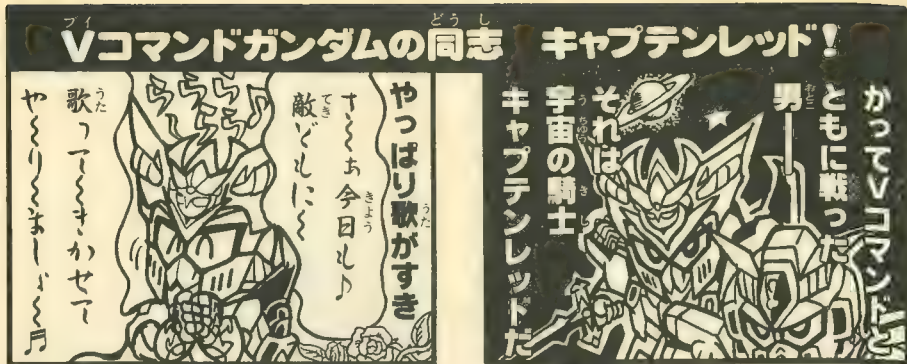 Vコマンドガンダムの同志 キャプテンレッド!
かつてVコマンドと
ともに戦った
男──
それは
宇宙の騎士
キャプテンレッドだ
やっぱり歌がすき
さ〜ぁ今日も♪
敵どもに〜
歌って〜きかせて
や〜り〜ま〜しょ〜♬